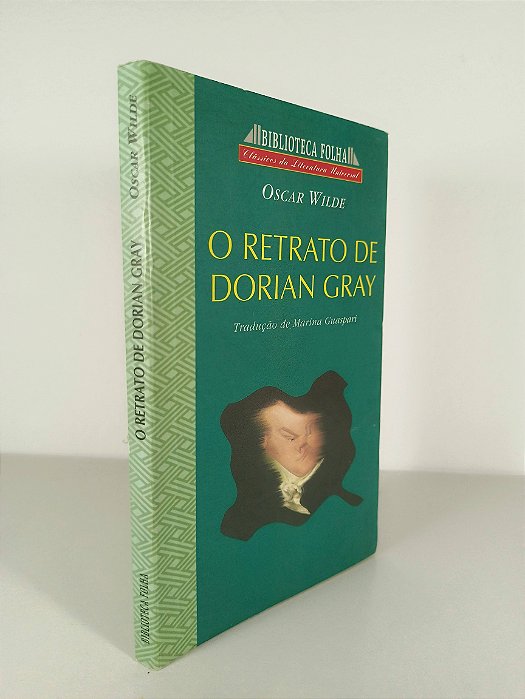 BIBLIOTECA FOLHA
Clássicos da Literatura Universal
OSCAR WILDE
O RETRATO DE
DORIAN GRAY
Tradução de Marina Guaspari
OSCAR WILDE
O RETRATO DE DORIAN GRAY
BIBLIOTECA FOLHA